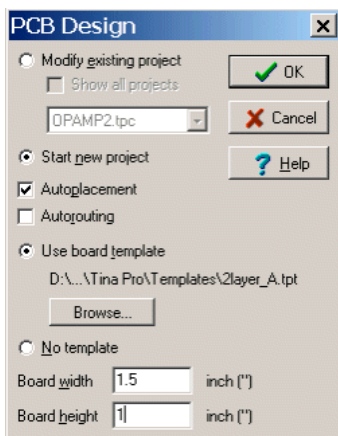 PCB Design
Modify existing project
OK
Show all projects
OPAMP2.tpc
Cancel
Start new project
Help
Autoplacement
Autorouting
Use board template
D:\...\Tina Pro\Templates\2layer_A.tpt
Browse...
No template
Board width 1.5 inch (")
Board height 1 inch (")